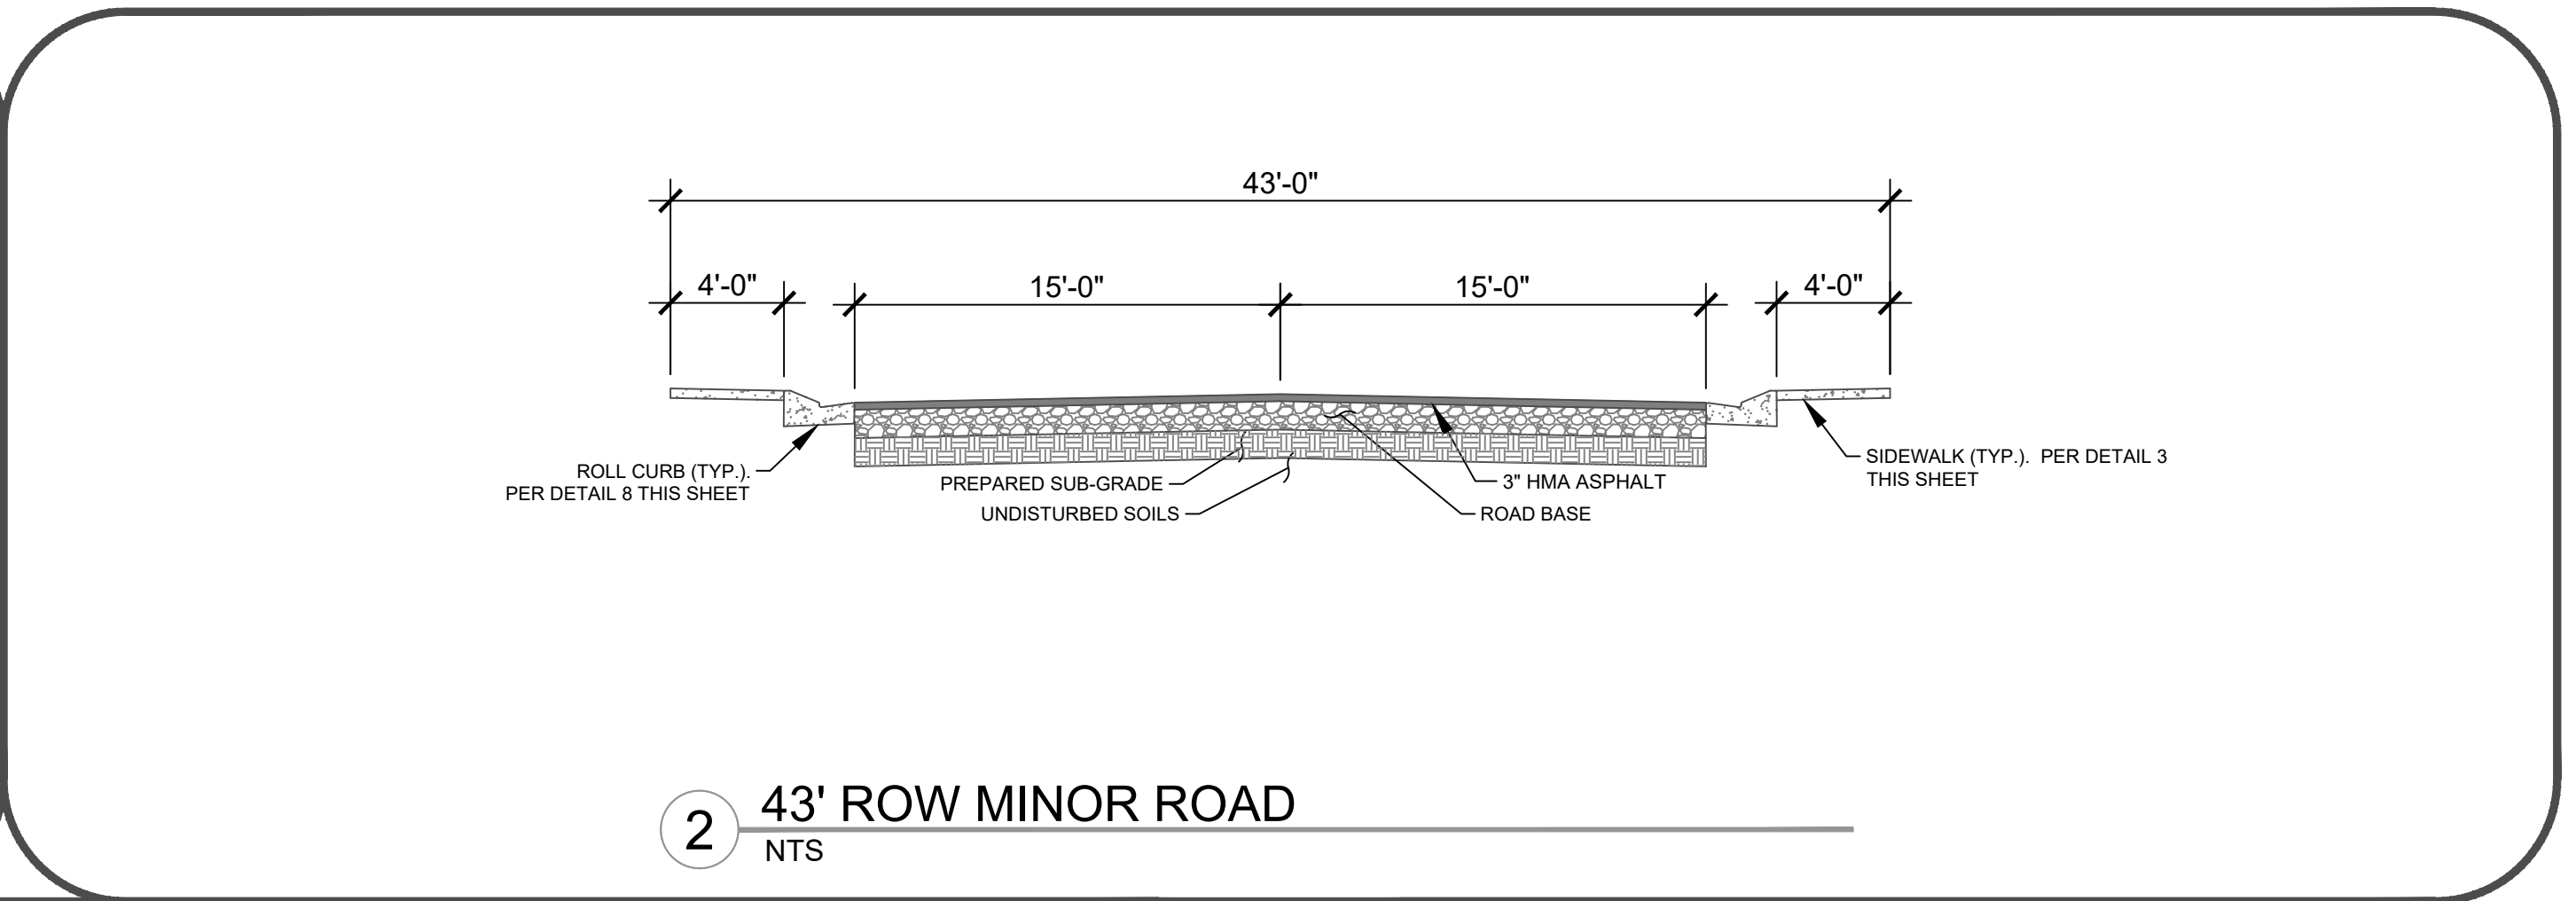 43'-0"
4'-0"
15'-0"
15'-0"
4'-0"
ROLL CURB (TYP.).
PER DETAIL 8 THIS SHEET
PREPARED SUB-GRADE
UNDISTURBED SOILS
3" HMA ASPHALT
ROAD BASE
SIDEWALK (TYP.).  PER DETAIL 3
THIS SHEET
2
43' ROW MINOR ROAD
NTS